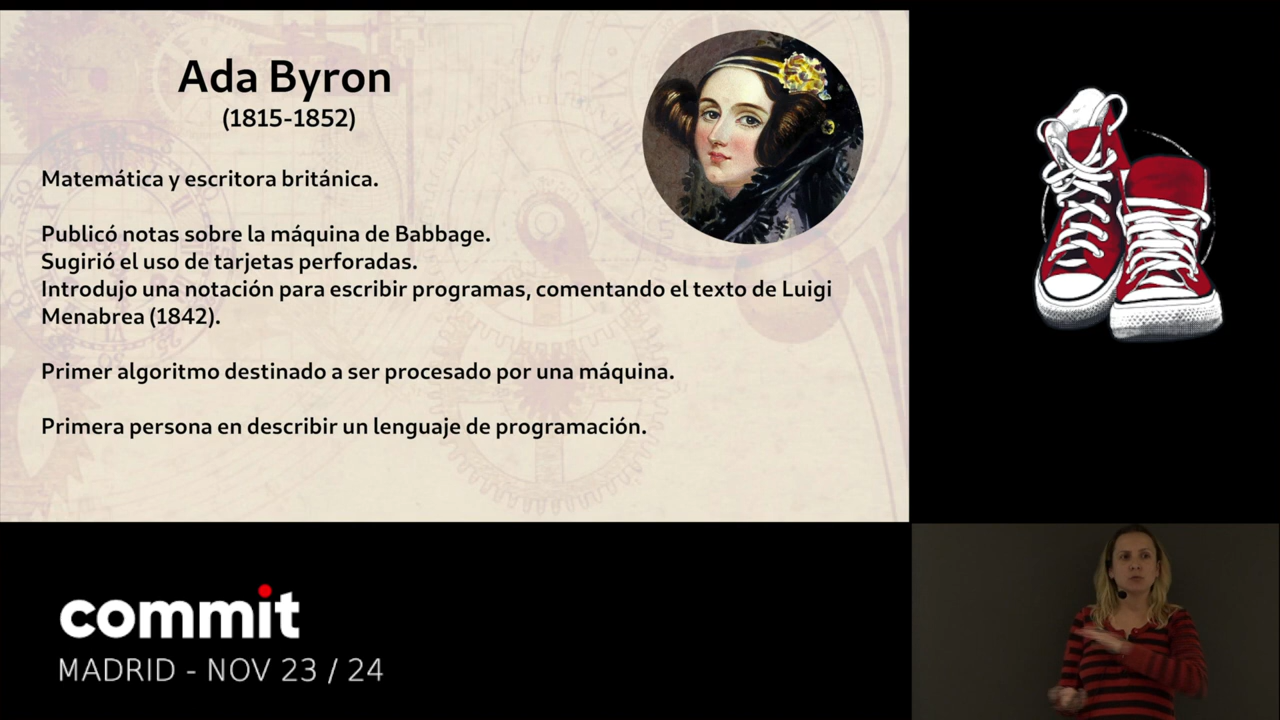 Ada Byron
(1815-1852)
Matemática y escritora británica.
Publicó notas sobre la máquina de Babbage.
Sugirió el uso de tarjetas perforadas.
Introdujo una notación para escribir programas, comentando el texto de Luigi
Menabrea (1842).
Primer algoritmo destinado a ser procesado por una máquina.
Primera persona en describir un lenguaje de programación.
commit
MADRID - NOV 23 / 24